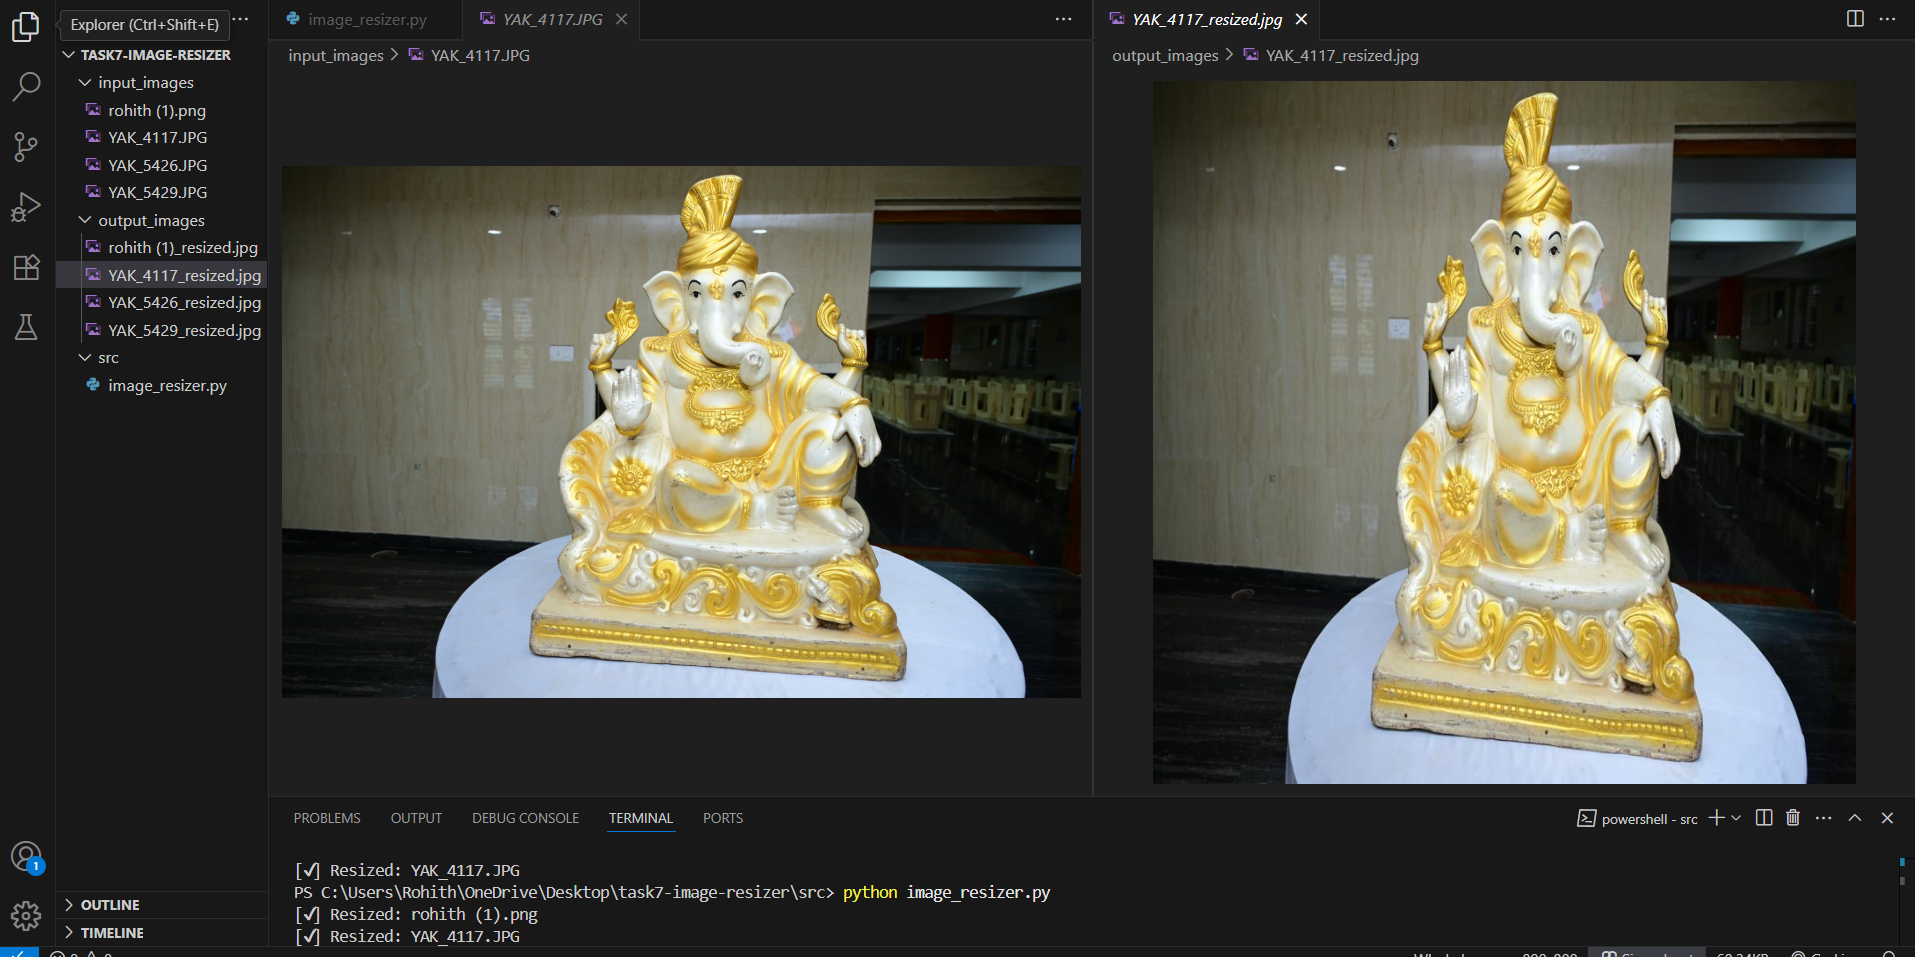 Explorer (Ctrl+Shift+E)
TASK7-IMAGE-RESIZER
input_images
rohith (1).png
YAK_4117.JPG
YAK_5426.JPG
YAK_5429.JPG
output_images
rohith (1)_resized.jpg
YAK_4117_resized.jpg
YAK_5426_resized.jpg
YAK_5429_resized.jpg
src
image_resizer.py
OUTLINE
TIMELINE
1
image_resizer.py
YAK_4117.JPG
input_images > YAK_4117.JPG
YAK_4117_resized.jpg
output_images > YAK_4117_resized.jpg
PROBLEMS OUTPUT DEBUG CONSOLE TERMINAL PORTS
powershell - src
[✓] Resized: YAK_4117.JPG
PS C:\Users\Rohith\OneDrive\Desktop\task7-image-resizer\src> python image_resizer.py
[✓] Resized: rohith (1).png
[✓] Resized: YAK_4117.JPG